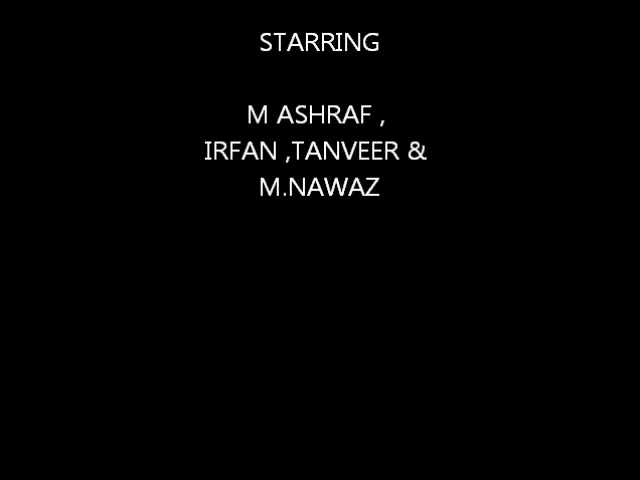 STARRING
M ASHRAF ,
IRFAN ,TANVEER &
M.NAWAZ